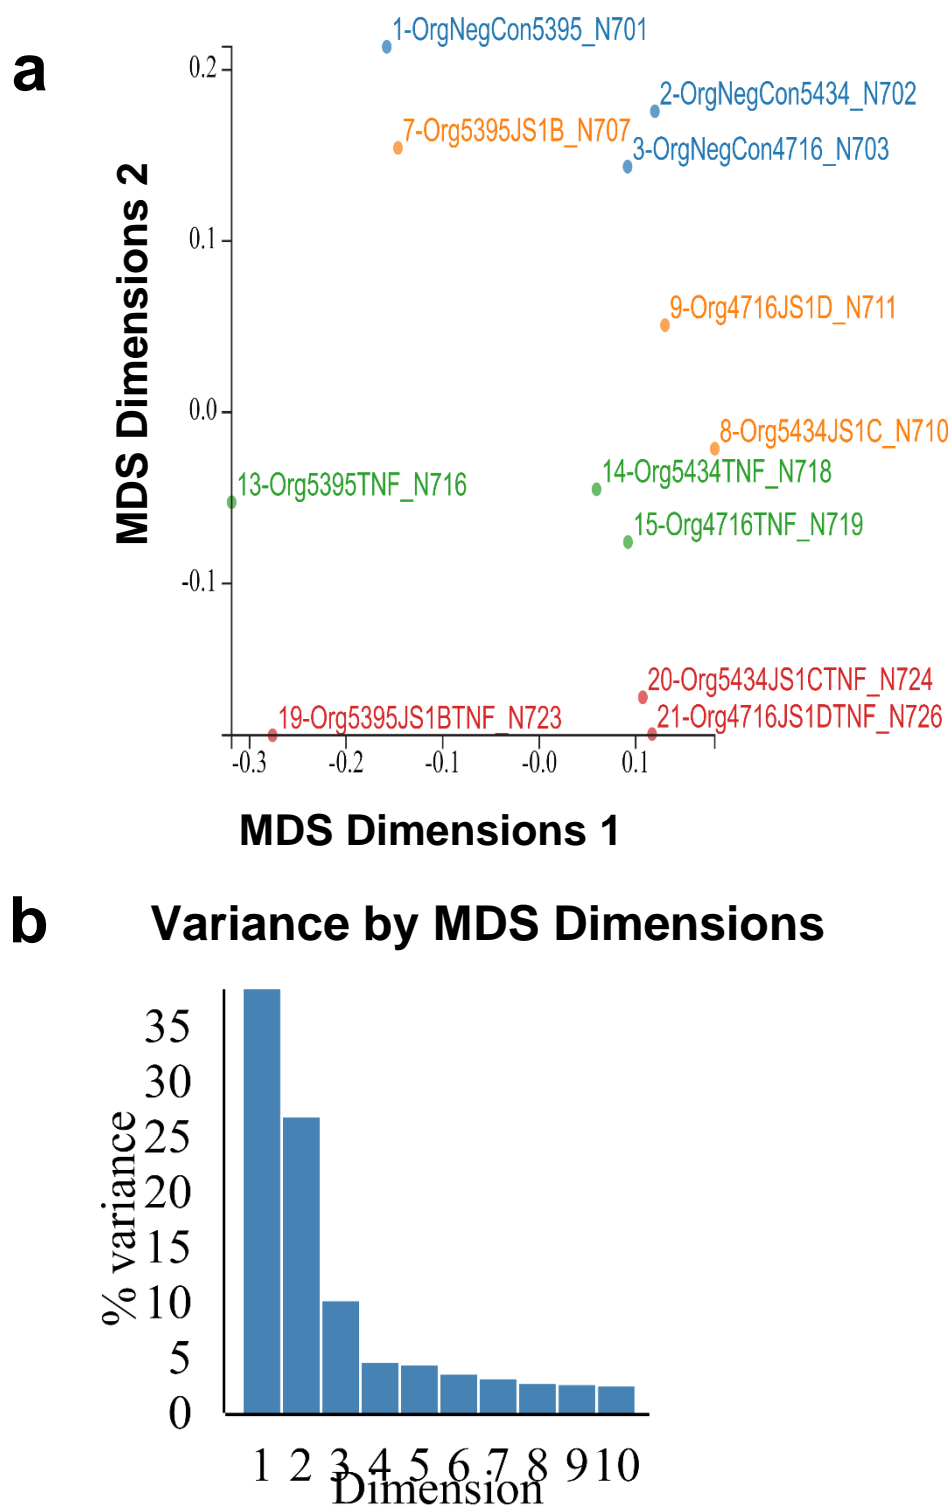 a
1-OrgNegCon5395_N701
0.2
2-OrgNegCon5434_N702
7-Org5395JS1B_N707
3-OrgNegCon4716_N703
0.1
9-Org4716JS1D_N711
MDS Dimensions 2
0.0
8-Org5434JS1C_N710
14-Org5434TNF_N718
13-Org5395TNF_N716
15-Org4716TNF_N719
-0.1
20-Org5434JS1CTNF_N724
19-Org5395JS1BTNF_N723
21-Org4716JS1DTNF_N726
-0.3 -0.2 -0.1 -0.0 0.1
MDS Dimensions 1
b
Variance by MDS Dimensions
35
30
25
20
15
10
5
0
% variance
1 2 3 4 5 6 7 8 9 10
Dimension